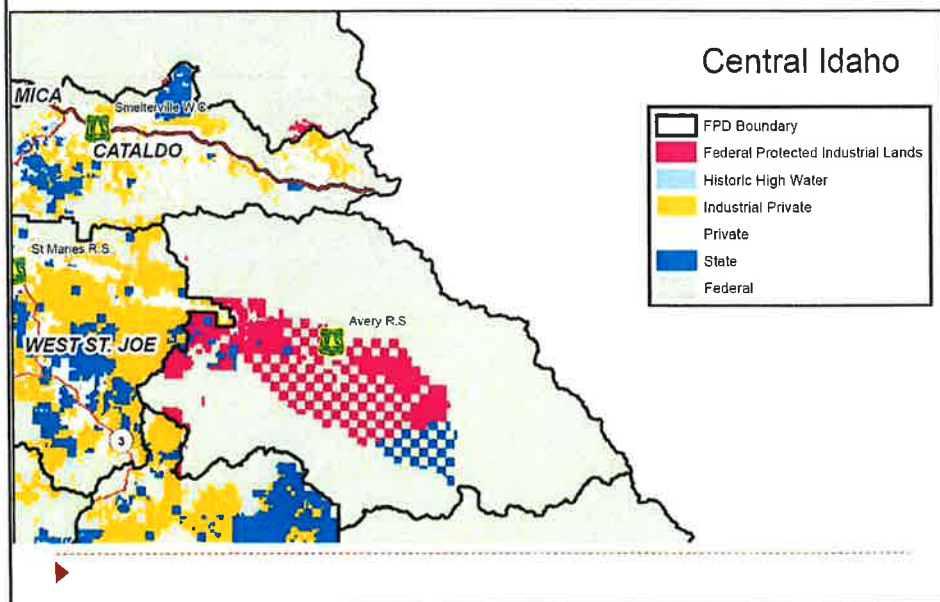 Central Idaho
FPD Boundary
Federal Protected Industrial Lands
Historic High Water
Industrial Private
Private
State
Federal
MICA
Smelterville W.C.
CATALDO
St Maries R.S.
Avery R.S
WEST ST. JOE
3